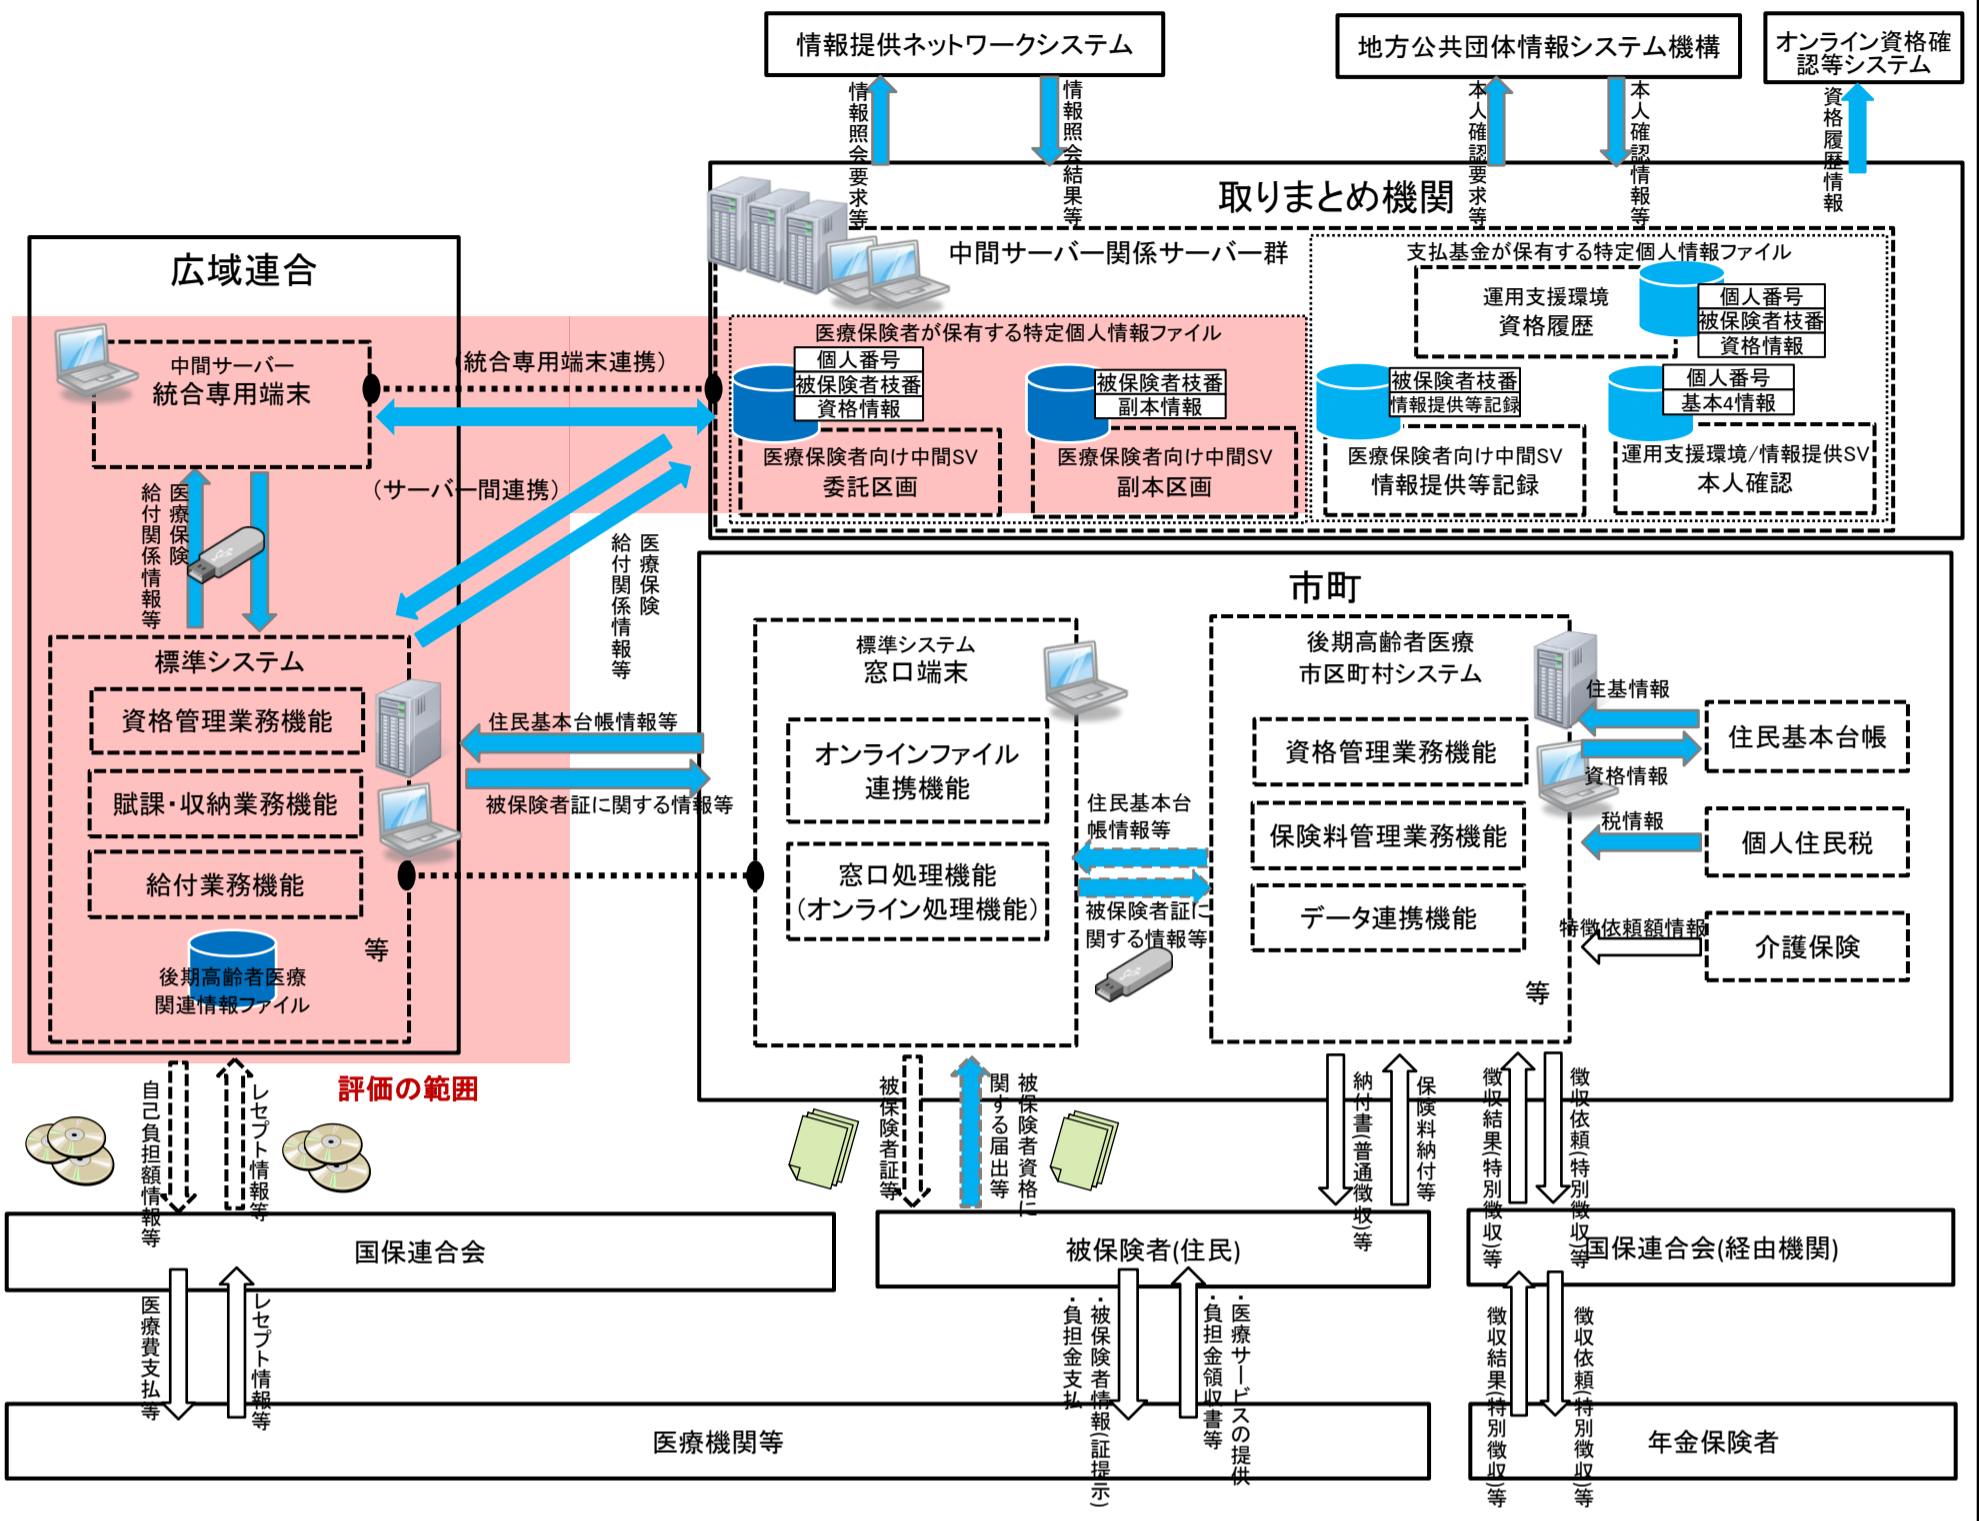 情報提供ネットワークシステム
地方公共団体情報システム機構
オンライン資格確
認等システム
情報照会要求等
情報照会結果等
本人確認要求等
本人確認情報等
資格履歴情報
取りまとめ機関
中間サーバー関係サーバー群
支払基金が保有する特定個人情報ファイル
運用支援環境
資格履歴
個人番号
被保険者枝番
資格情報
医療保険者が保有する特定個人情報ファイル
個人番号
被保険者枝番
資格情報
被保険者枝番
副本情報
被保険者枝番
情報提供等記録
個人番号
基本4情報
医療保険者向け中間SV
委託区画
医療保険者向け中間SV
副本区画
医療保険者向け中間SV
情報提供等記録
運用支援環境/情報提供SV
本人確認
広域連合
中間サーバー
統合専用端末
（統合専用端末連携）
（サーバー間連携）
医療保険
給付関係情報等
医療保険
給付関係情報等
標準システム
資格管理業務機能
賦課・収納業務機能
給付業務機能
等
後期高齢者医療
関連情報ファイル
評価の範囲
住民基本台帳情報等
被保険者証に関する情報等
市町
標準システム
窓口端末
オンラインファイル
連携機能
窓口処理機能
（オンライン処理機能）
住民基本台
帳情報等
被保険者証に
関する情報等
後期高齢者医療
市区町村システム
資格管理業務機能
保険料管理業務機能
データ連携機能
等
住基情報
資格情報
税情報
特徴依頼額情報
住民基本台帳
個人住民税
介護保険
自己負担額情報等
レセプト情報等
被保険者証等
被保険者資格に
関する届出等
納付書(普通徴収)等
保険料納付等
徴収結果(特別徴収)等
徴収依頼(特別徴収)等
国保連合会
被保険者(住民)
国保連合会(経由機関)
医療費支払等
レセプト情報等
・被保険者情報(証提示)
・負担金支払
・医療サービスの提供
・負担金領収書等
徴収結果(特別徴収)等
徴収依頼(特別徴収)等
医療機関等
年金保険者